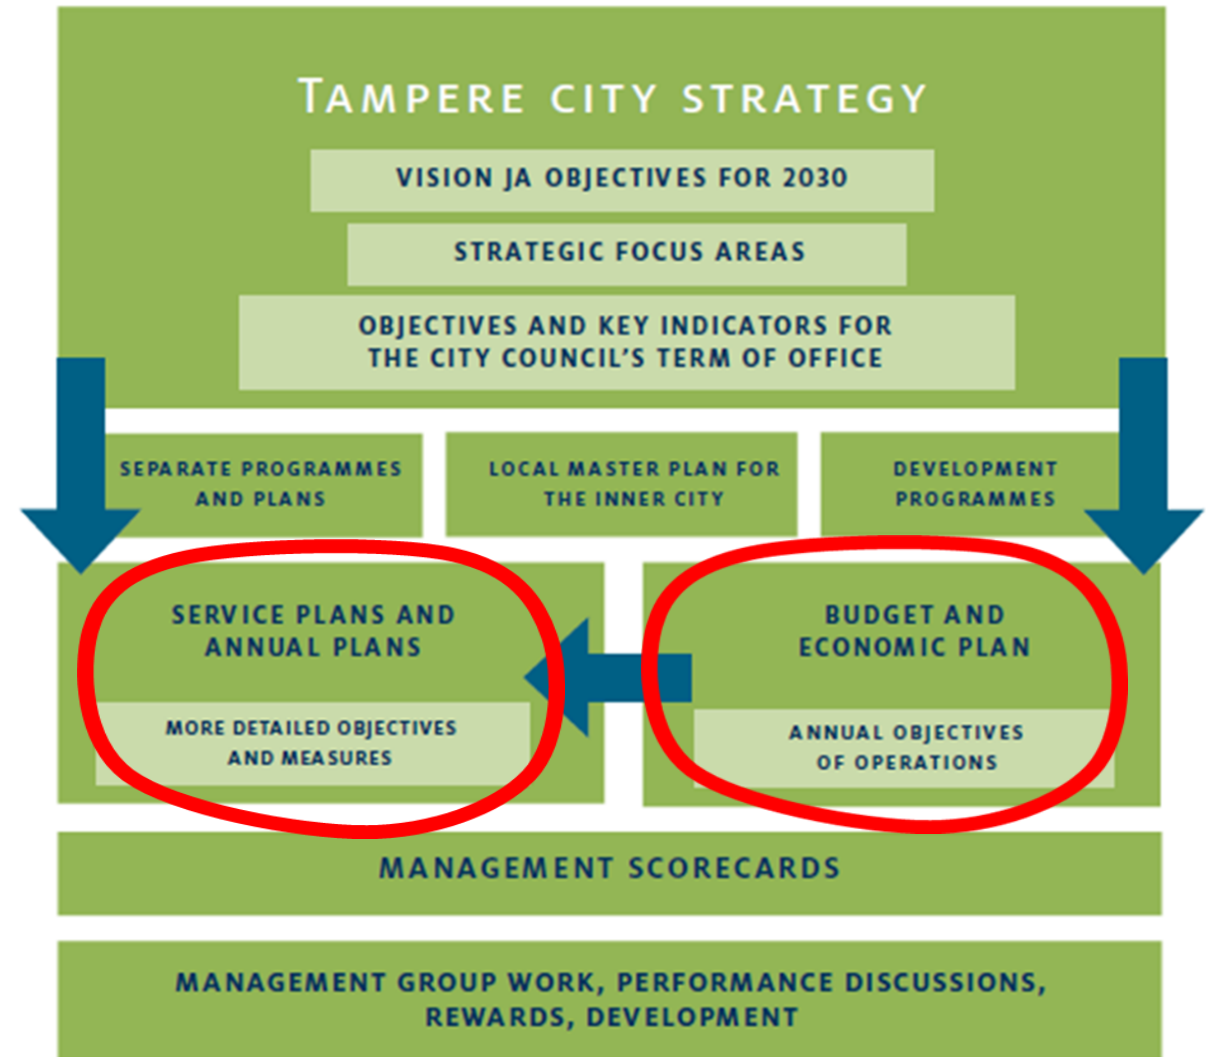 TAMPERE CITY STRATEGY
VISION JA OBJECTIVES FOR 2030
STRATEGIC FOCUS AREAS
OBJECTIVES AND KEY INDICATORS FOR
THE CITY COUNCIL'S TERM OF OFFICE
SEPARATE PROGRAMMES
AND PLANS
LOCAL MASTER PLAN FOR
THE INNER CITY
DEVELOPMENT
PROGRAMMES
SERVICE PLANS AND
ANNUAL PLANS
MORE DETAILED OBJECTIVES
AND MEASURES
BUDGET AND
ECONOMIC PLAN
ANNUAL OBJECTIVES
OF OPERATIONS
MANAGEMENT SCORECARDS
MANAGEMENT GROUP WORK, PERFORMANCE DISCUSSIONS,
REWARDS, DEVELOPMENT